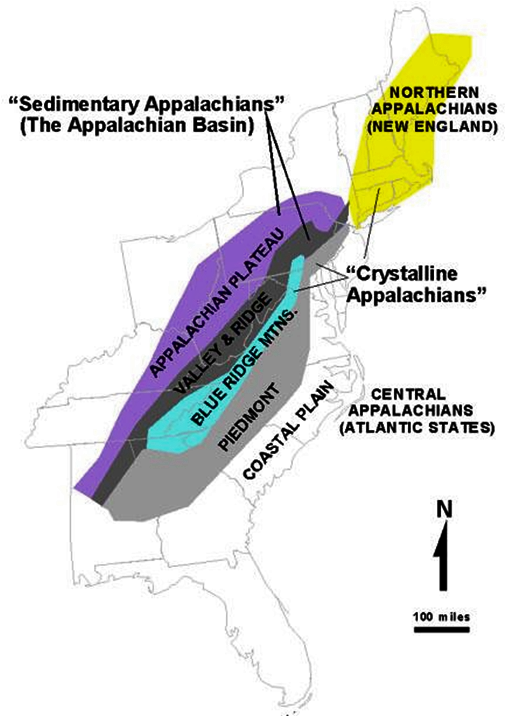 NORTHERN
APPALACHIANS
(NEW ENGLAND)
“Sedimentary Appalachians”
(The Appalachian Basin)
“Crystalline
Appalachians”
APPALACHIAN PLATEAU
VALLEY & RIDGE
BLUE RIDGE MTNS.
PIEDMONT
COASTAL PLAIN
CENTRAL
APPALACHIANS
(ATLANTIC STATES)
N
100 miles